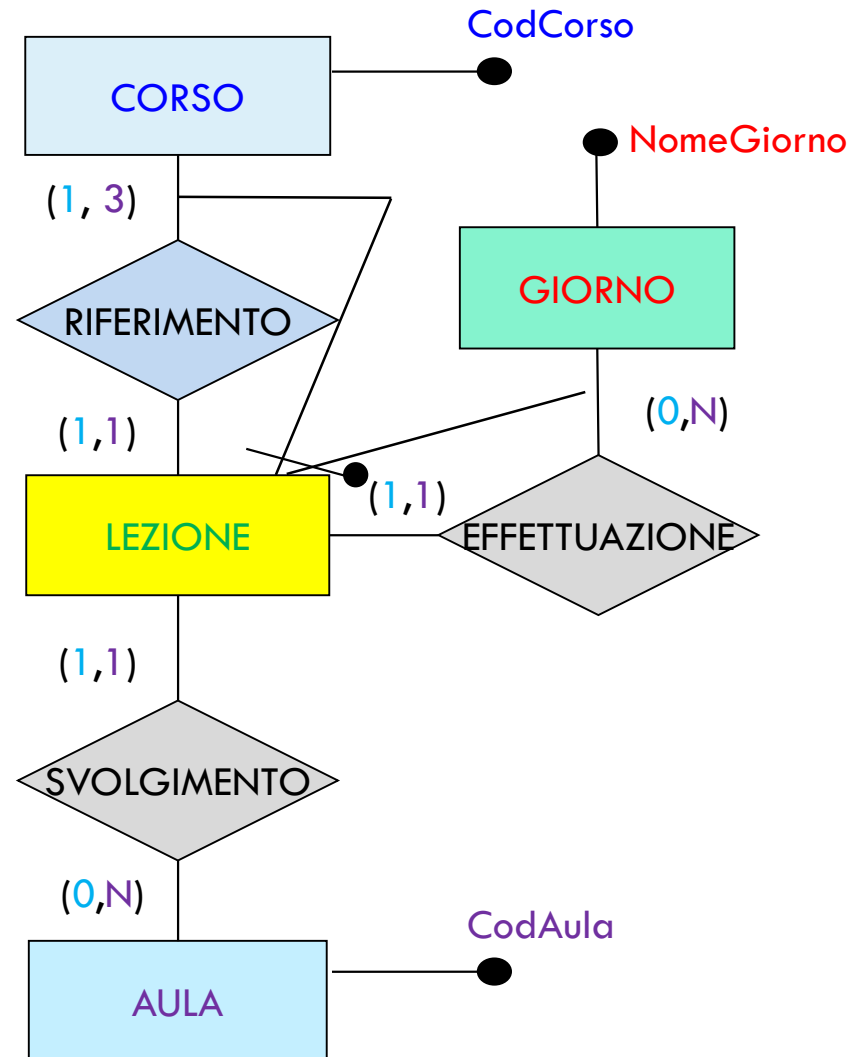 CodCorso
CORSO
NomeGiorno
(1, 3)
GIORNO
RIFERIMENTO
(0,N)
(1,1)
(1,1)
LEZIONE
EFFETTUAZIONE
(1,1)
SVOLGIMENTO
(0,N)
CodAula
AULA